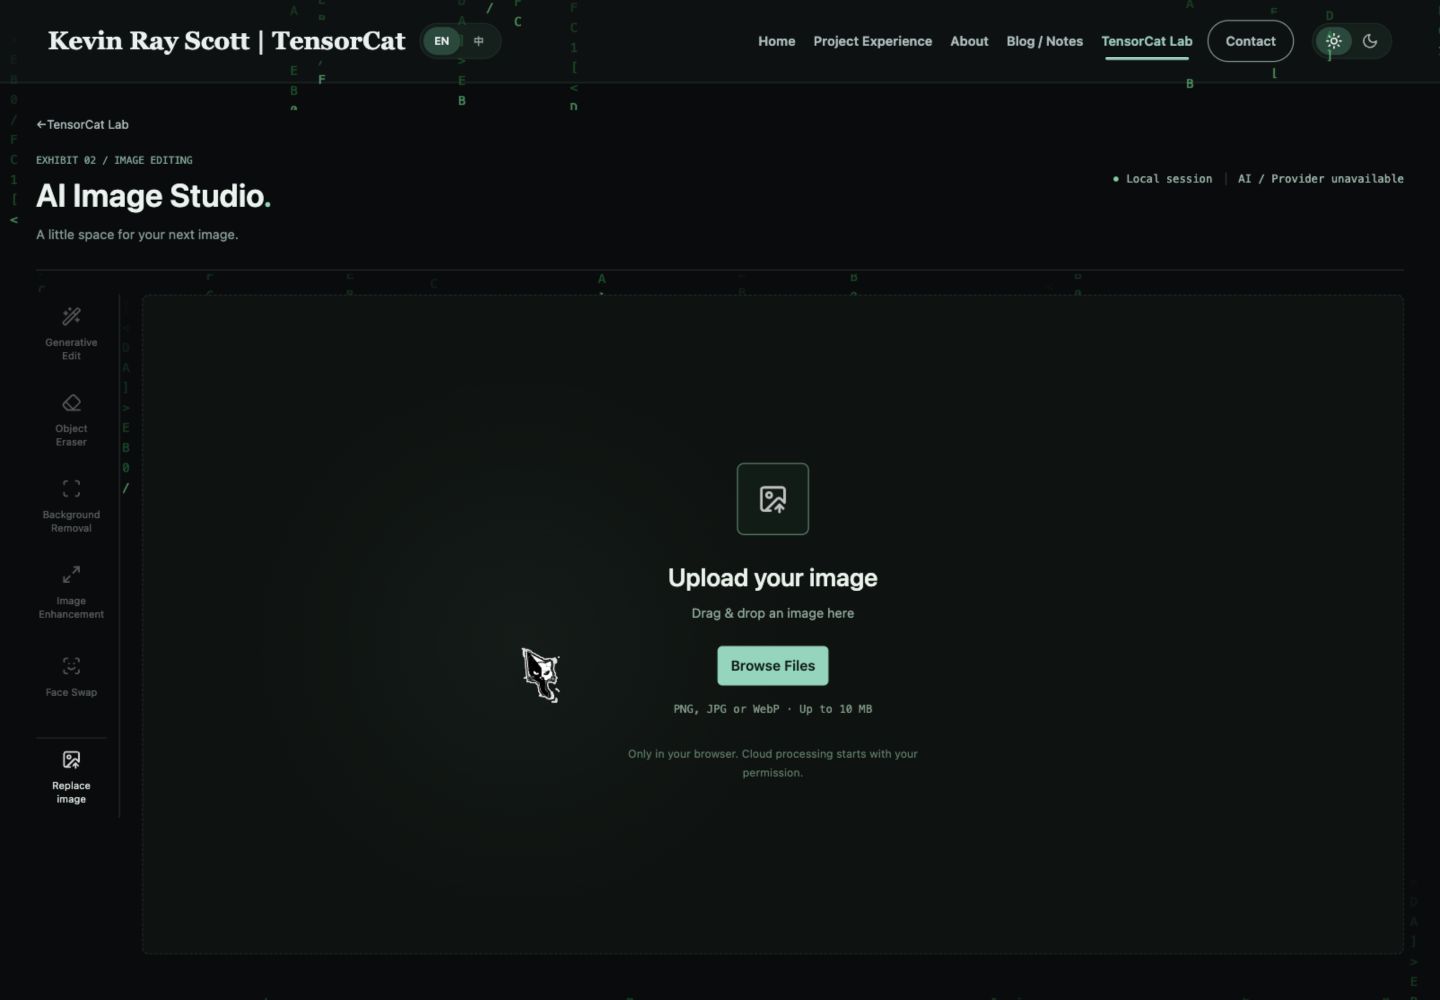 Kevin Ray Scott | TensorCat
EN 中
Home Project Experience About Blog / Notes TensorCat Lab Contact
←TensorCat Lab
EXHIBIT 02 / IMAGE EDITING
AI Image Studio.
A little space for your next image.
Local session AI / Provider unavailable
Generative
Edit
Object
Eraser
Background
Removal
Image
Enhancement
Face Swap
Replace
image
Upload your image
Drag & drop an image here
Browse Files
PNG, JPG or WebP · Up to 10 MB
Only in your browser. Cloud processing starts with your
permission.